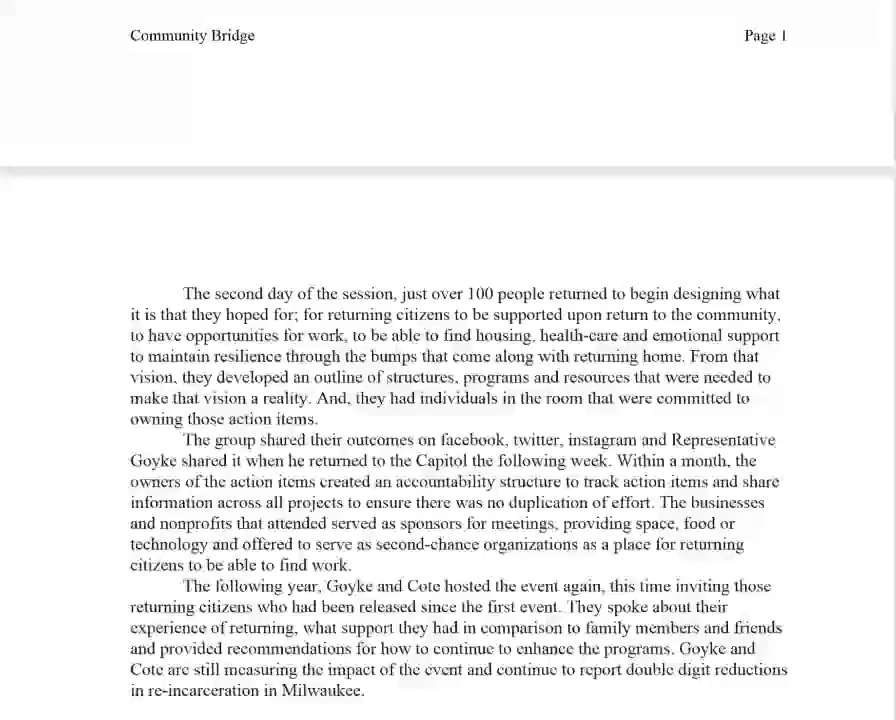 Community Bridge Page 1
The second day of the session, just over 100 people returned to begin designing what
it is that they hoped for; for returning citizens to be supported upon return to the community,
to have opportunities for work, to be able to find housing, health-care and emotional support
to maintain resilience through the bumps that come along with returning home. From that
vision, they developed an outline of structures, programs and resources that were needed to
make that vision a reality. And, they had individuals in the room that were committed to
owning those action items.
The group shared their outcomes on facebook, twitter, instagram and Representative
Goyke shared it when he returned to the Capitol the following week. Within a month, the
owners of the action items created an accountability structure to track action items and share
information across all projects to ensure there was no duplication of effort. The businesses
and nonprofits that attended served as sponsors for meetings, providing space, food or
technology and offered to serve as second-chance organizations as a place for returning
citizens to be able to find work.
The following year, Goyke and Cote hosted the event again, this time inviting those
returning citizens who had been released since the first event. They spoke about their
experience of returning, what support they had in comparison to family members and friends
and provided recommendations for how to continue to enhance the programs. Goyke and
Cote are still measuring the impact of the event and continue to report double digit reductions
in re-incarceration in Milwaukee.